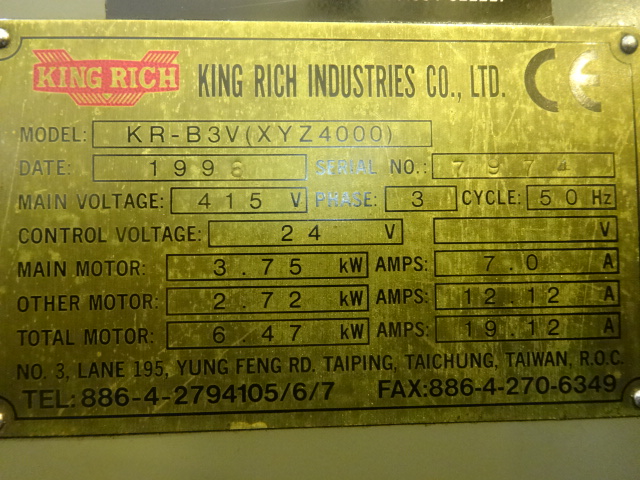 KING RICH KING RICH INDUSTRIES CO., LTD. CE
MODEL: KR-B3V(XYZ4000)
DATE: 1996 SERIAL NO.: 7974
MAIN VOLTAGE: 415 V PHASE: 3 CYCLE: 50 Hz
CONTROL VOLTAGE: 24 V V
MAIN MOTOR: 3.75 kW AMPS: 7.0 A
OTHER MOTOR: 2.72 kW AMPS: 12.12 A
TOTAL MOTOR: 6.47 kW AMPS: 19.12 A
NO. 3, LANE 195, YUNG FENG RD. TAIPING, TAICHUNG, TAIWAN, R.O.C.
TEL:886-4-2794105/6/7 FAX:886-4-270-6349